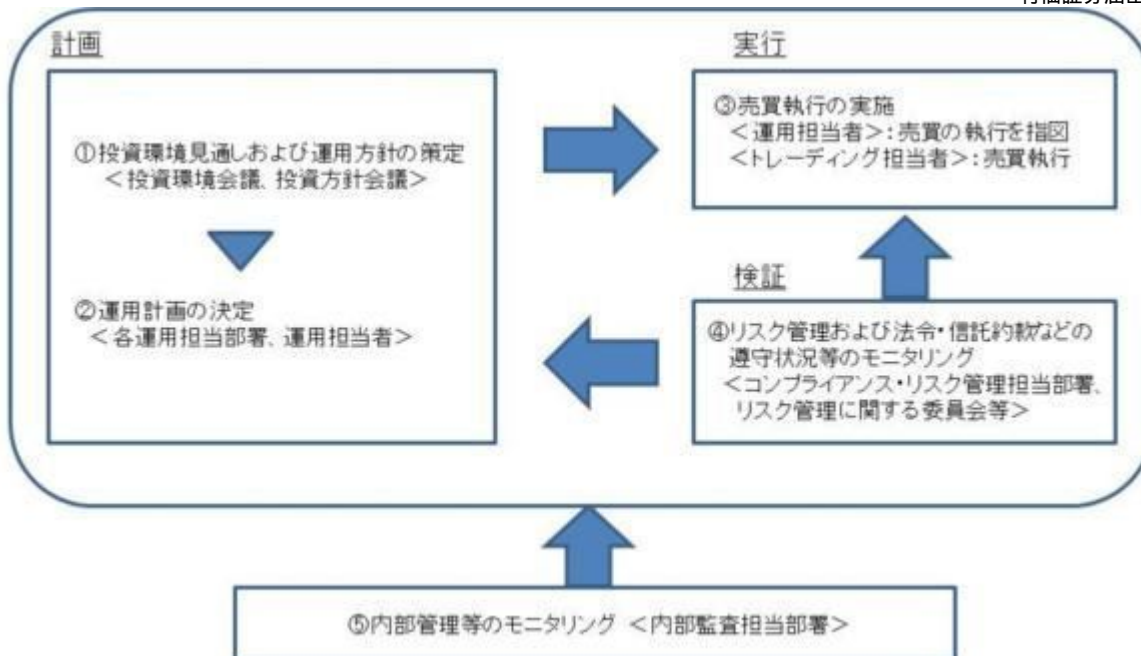 計画
①投資環境見通しおよび運用方針の策定
<投資環境会議、投資方針会議>
②運用計画の決定
<各運用担当部署、運用担当者>
実行
③売買執行の実施
<運用担当者>:売買の執行を指図
<トレーディング担当者>:売買執行
検証
④リスク管理および法令・信託約款などの
遵守状況等のモニタリング
<コンプライアンス・リスク管理担当部署、
リスク管理に関する委員会等>
⑤内部管理等のモニタリング <内部監査担当部署>